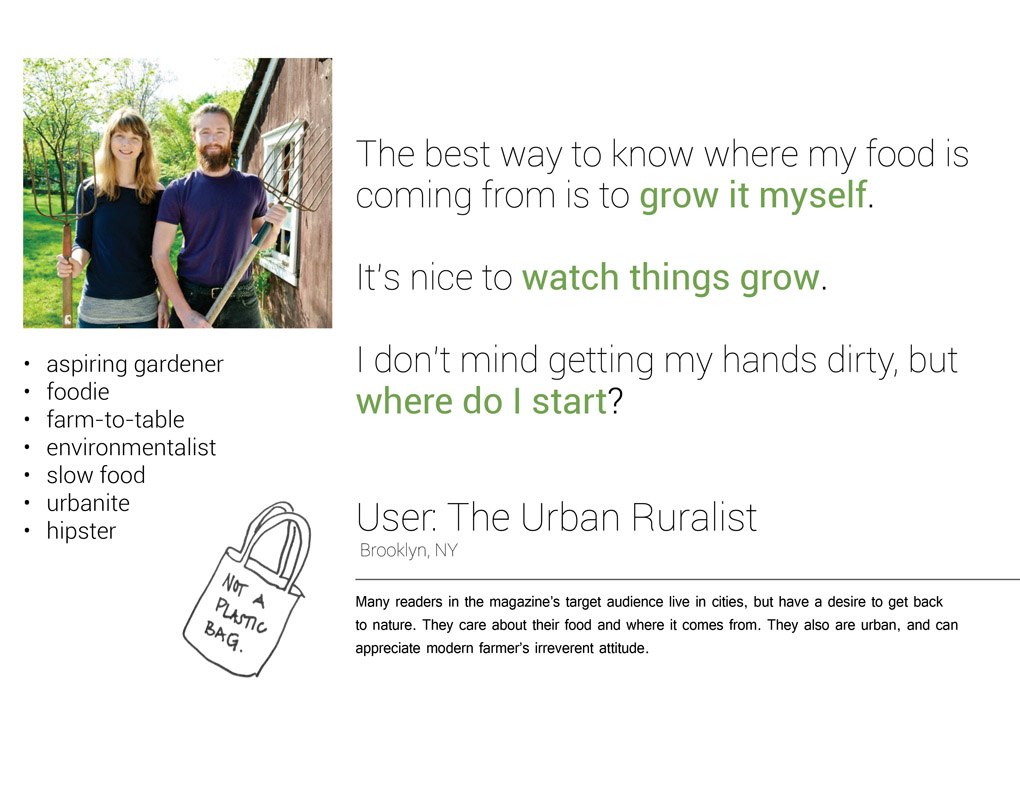 The best way to know where my food is
coming from is to grow it myself.
It's nice to watch things grow.
I don't mind getting my hands dirty, but
where do I start?
• aspiring gardener
• foodie
• farm-to-table
• environmentalist
• slow food
• urbanite
• hipster
NOT A
PLASTIC
BAG.
User: The Urban Ruralist
Brooklyn, NY
Many readers in the magazine's target audience live in cities, but have a desire to get back
to nature. They care about their food and where it comes from. They also are urban, and can
appreciate modern farmer's irreverent attitude.